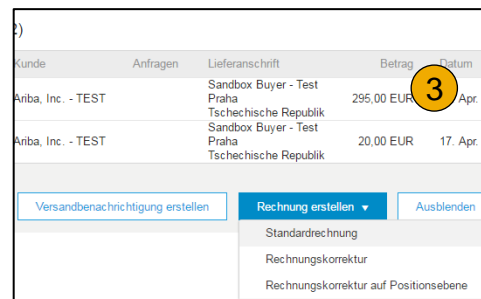 2)
Kunde Anfragen Lieferanschrift Betrag Datum
Ariba, Inc. - TEST Sandbox Buyer - Test
Praha
Tschechische Republik 295,00 EUR 3 Apr.
Ariba, Inc. - TEST Sandbox Buyer - Test
Praha
Tschechische Republik 20,00 EUR 17. Apr.
Versandbenachrichtigung erstellen Rechnung erstellen Ausblenden
Standardrechnung
Rechnungskorrektur
Rechnungskorrektur auf Positionsebene